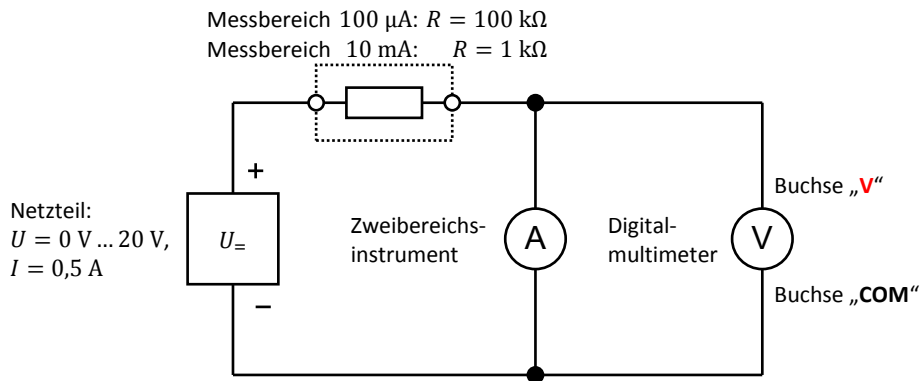 Messbereich 100 µA: R = 100 kΩ
Messbereich 10 mA: R = 1 kΩ
+
Netzteil:
U = 0 V … 20 V,
I = 0,5 A
U=
–
Zweibereichs-
instrument
A
Digital-
multimeter
V
Buchse „V“
Buchse „COM“